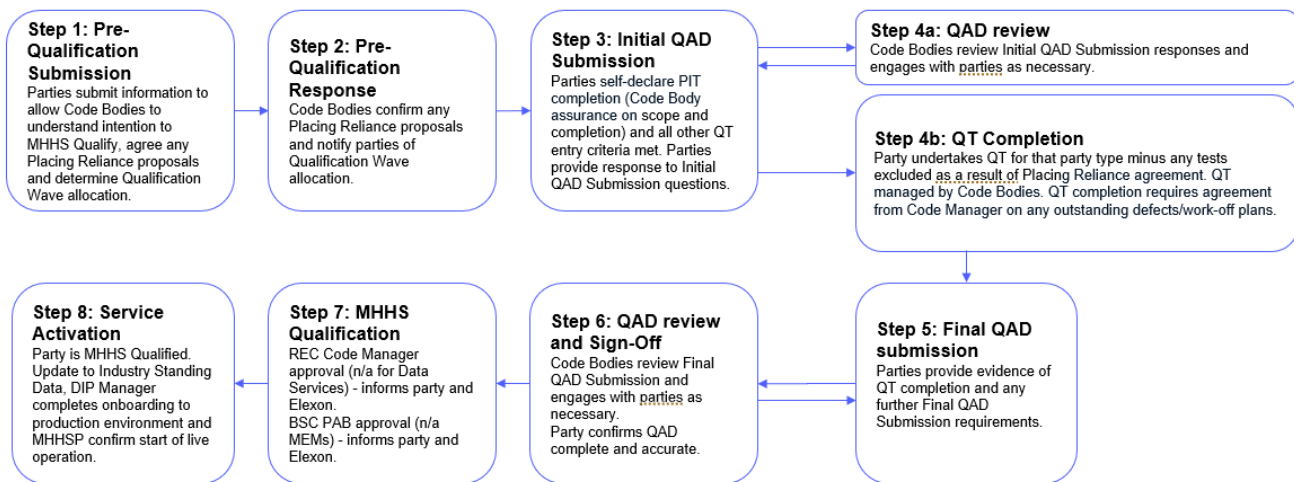 Step 1: Pre-
Qualification
Submission
Parties submit information to
allow Code Bodies to
understand intention to
MHHS Qualify, agree any
Placing Reliance proposals
and determine Qualification
Wave allocation.
Step 2: Pre-
Qualification
Response
Code Bodies confirm any
Placing Reliance proposals
and notify parties of
Qualification Wave
allocation.
Step 3: Initial QAD
Submission
Parties self-declare PIT
completion (Code Body
assurance on scope and
completion) and all other QT
entry criteria met. Parties
provide response to Initial
QAD Submission questions.
Step 4a: QAD review
Code Bodies review Initial QAD Submission responses and
engages with parties as necessary.
Step 4b: QT Completion
Party undertakes QT for that party type minus any tests
excluded as a result of Placing Reliance agreement. QT
managed by Code Bodies. QT completion requires agreement
from Code Manager on any outstanding defects/work-off plans.
Step 5: Final QAD
submission
Parties provide evidence of
QT completion and any
further Final QAD
Submission requirements.
Step 6: QAD review
and Sign-Off
Code Bodies review Final
QAD Submission and
engages with parties as
necessary.
Party confirms QAD
complete and accurate.
Step 7: MHHS
Qualification
REC Code Manager
approval (n/a for Data
Services) - informs party and
Elexon.
BSC PAB approval (n/a
MEMs) - informs party and
Elexon.
Step 8: Service
Activation
Party is MHHS Qualified.
Update to Industry Standing
Data, DIP Manager
completes onboarding to
production environment and
MHHSP confirm start of live
operation.